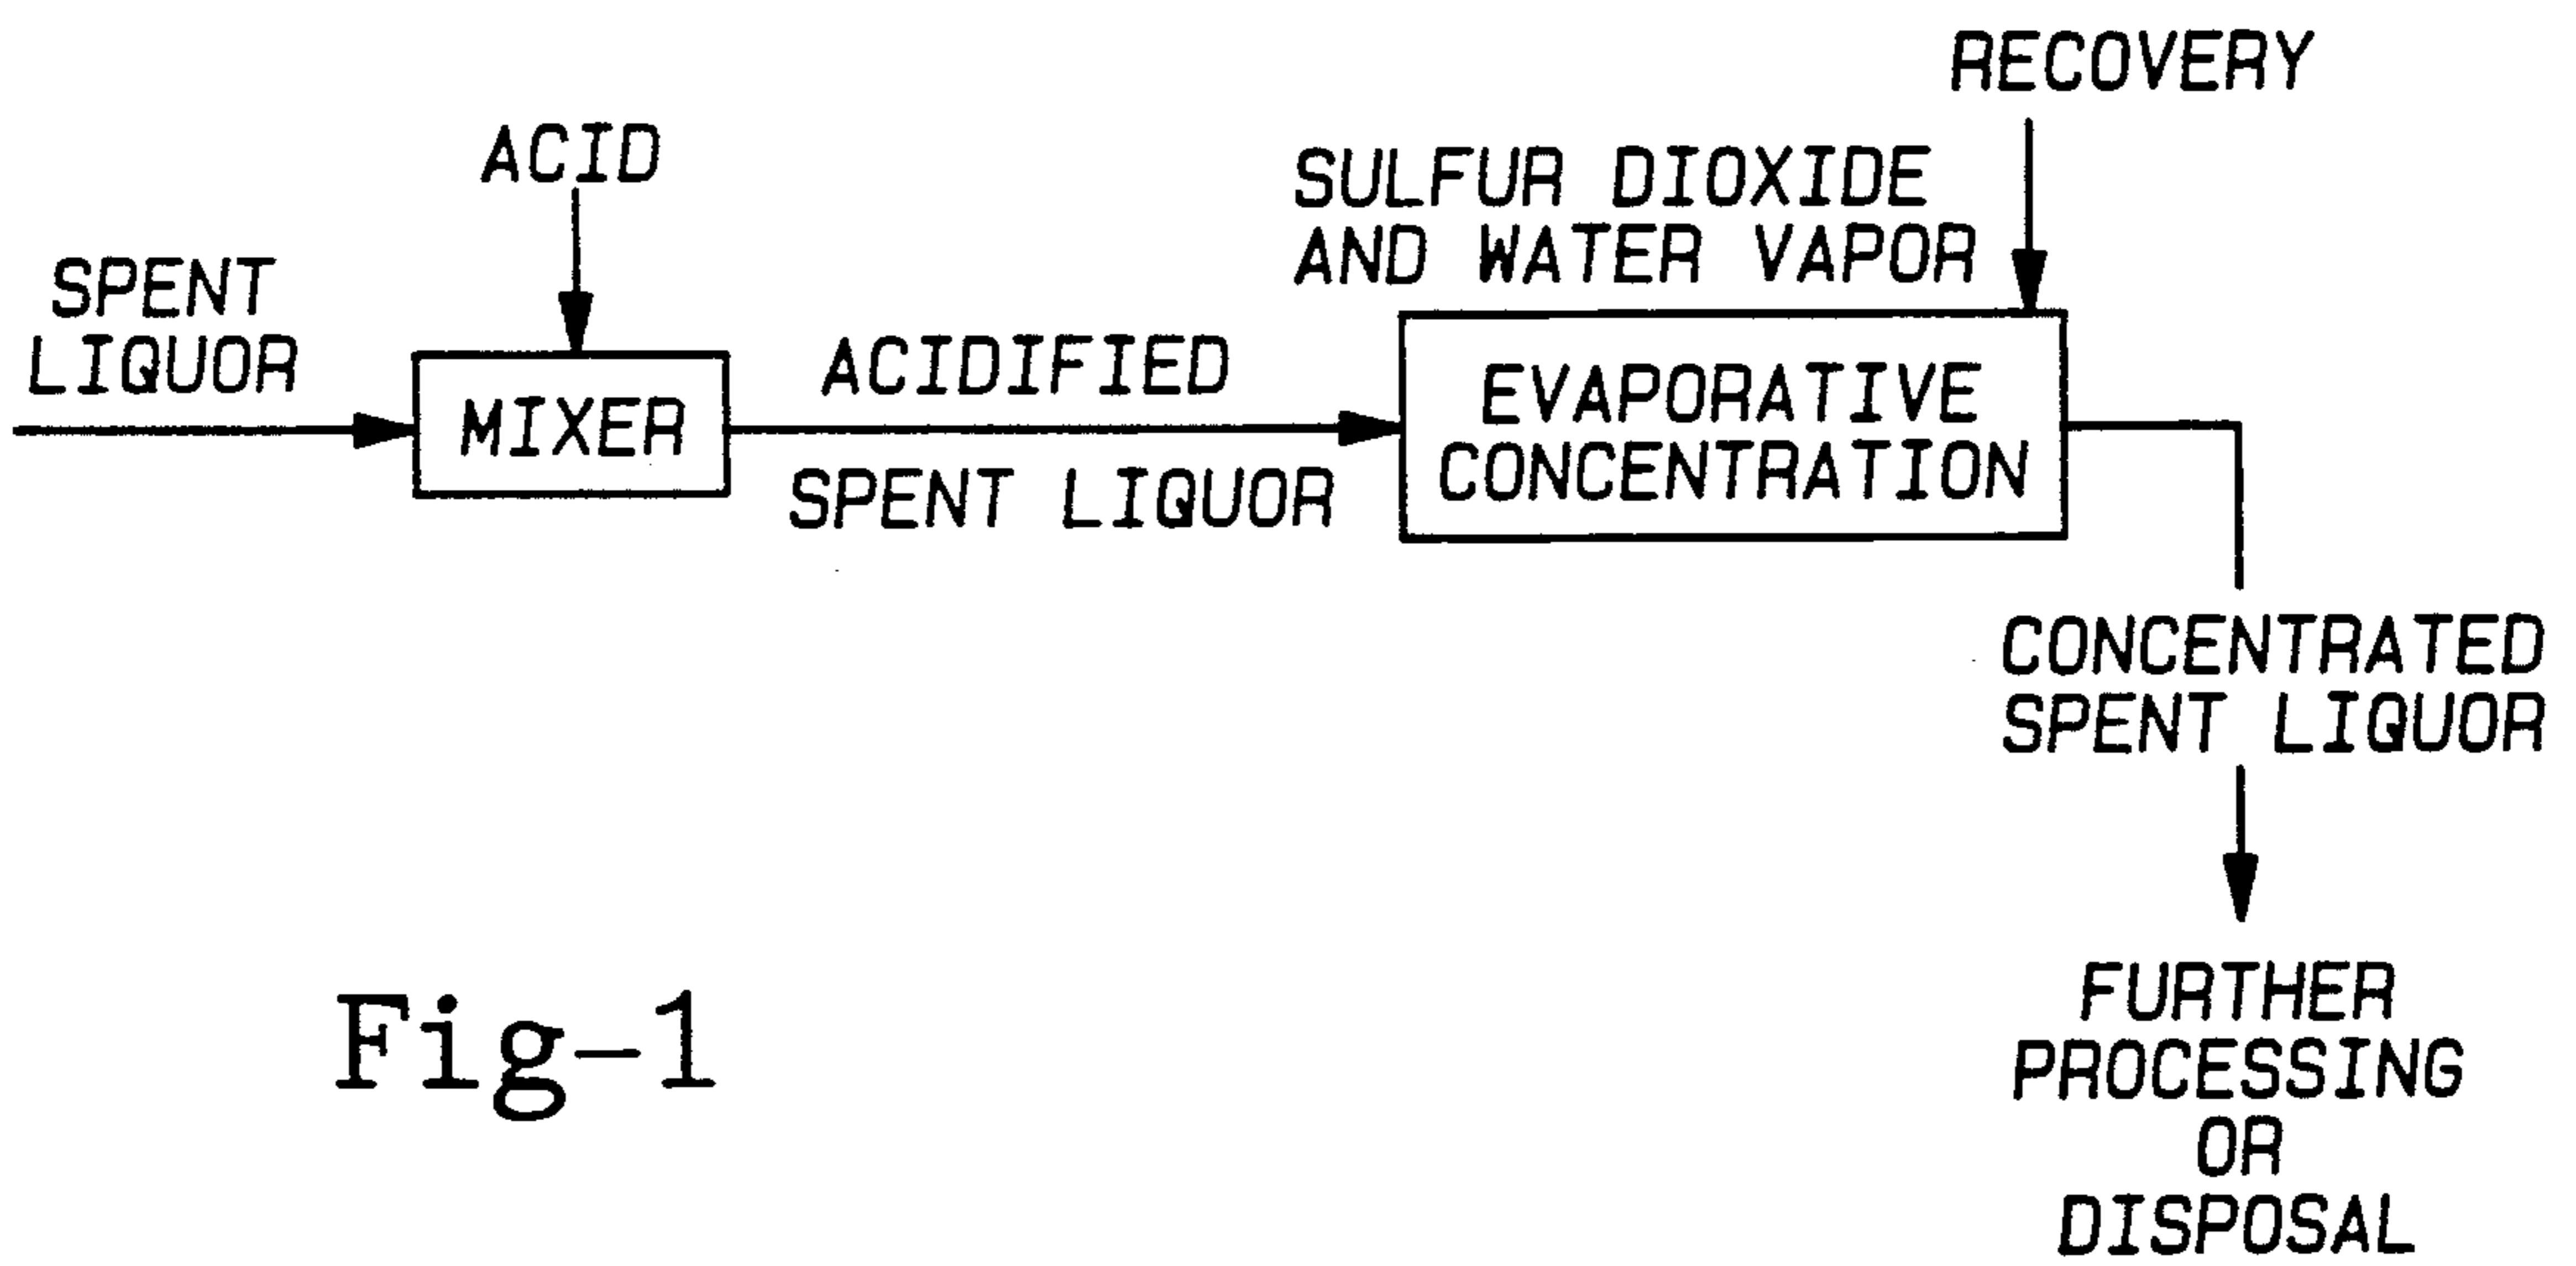 SPENT
LIQUOR
ACID
MIXER
ACIDIFIED
SPENT LIQUOR
RECOVERY
SULFUR DIOXIDE
AND WATER VAPOR
EVAPORATIVE
CONCENTRATION
CONCENTRATED
SPENT LIQUOR
FURTHER
PROCESSING
OR
DISPOSAL
Fig-1